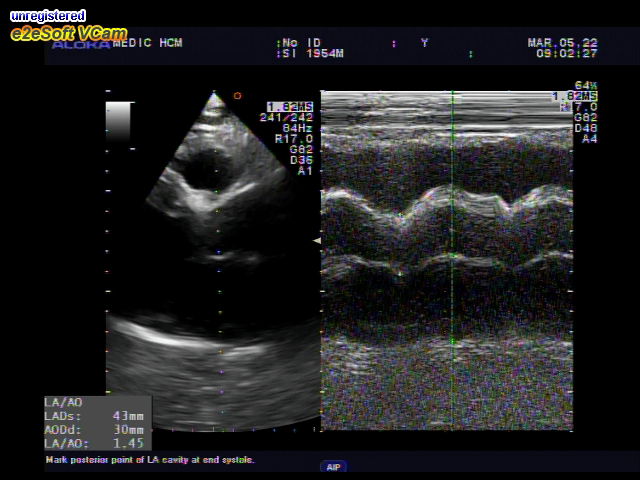 unregistered
e2eSoft VCam
ALOKA MEDIC HCM :No ID : Y MAR.05.22
:SI 1954M : 09:02:27
64%
1.82MS 1.82MS
241/242 R17.0
84Hz G82
R17.0 D48
G82 A4
D36
A1
LA/AO
LADs: 43mm
AODd: 30mm
LA/AO: 1.45
Mark posterior point of LA cavity at end systole.
AIP